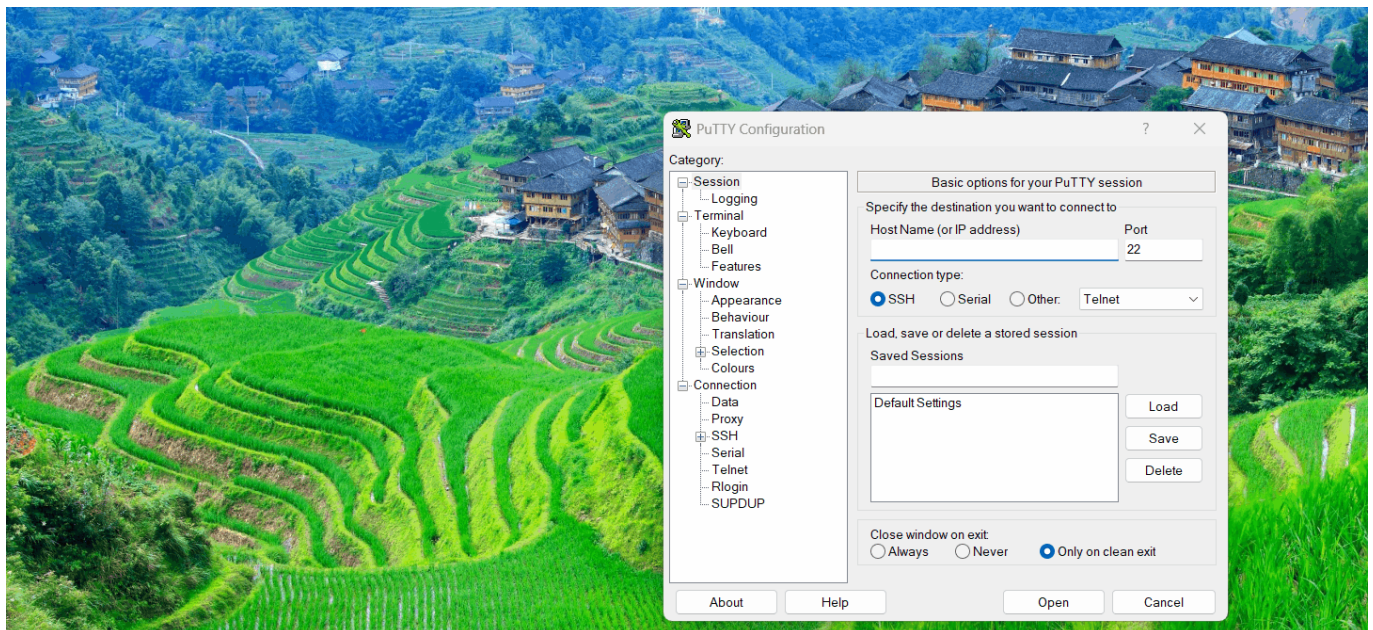 PuTTY Configuration
?
Category:
Session
Logging
Terminal
Keyboard
Bell
Features
Window
Appearance
Behaviour
Translation
Selection
Colours
Connection
Data
Proxy
SSH
Serial
Telnet
Rlogin
SUPDUP
Basic options for your PuTTY session
Specify the destination you want to connect to
Host Name (or IP address) Port
22
Connection type:
SSH Serial Other: Telnet
Load, save or delete a stored session
Saved Sessions
Default Settings
Load
Save
Delete
Close window on exit:
Always Never Only on clean exit
About Help Open Cancel